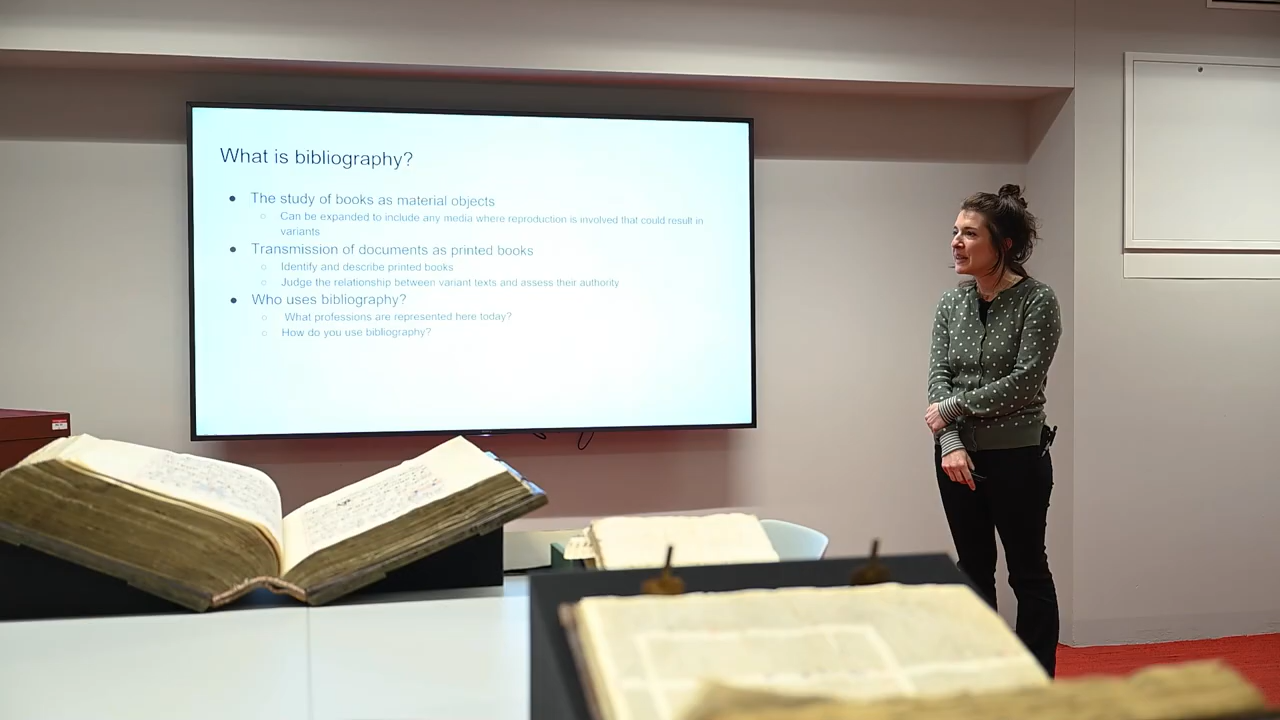 What is bibliography?
● The study of books as material objects
○ Can be expanded to include any media where reproduction is involved that could result in
variants
● Transmission of documents as printed books
○ Identify and describe printed books
○ Judge the relationship between variant texts and assess their authority
● Who uses bibliography?
○ What professions are represented here today?
○ How do you use bibliography?